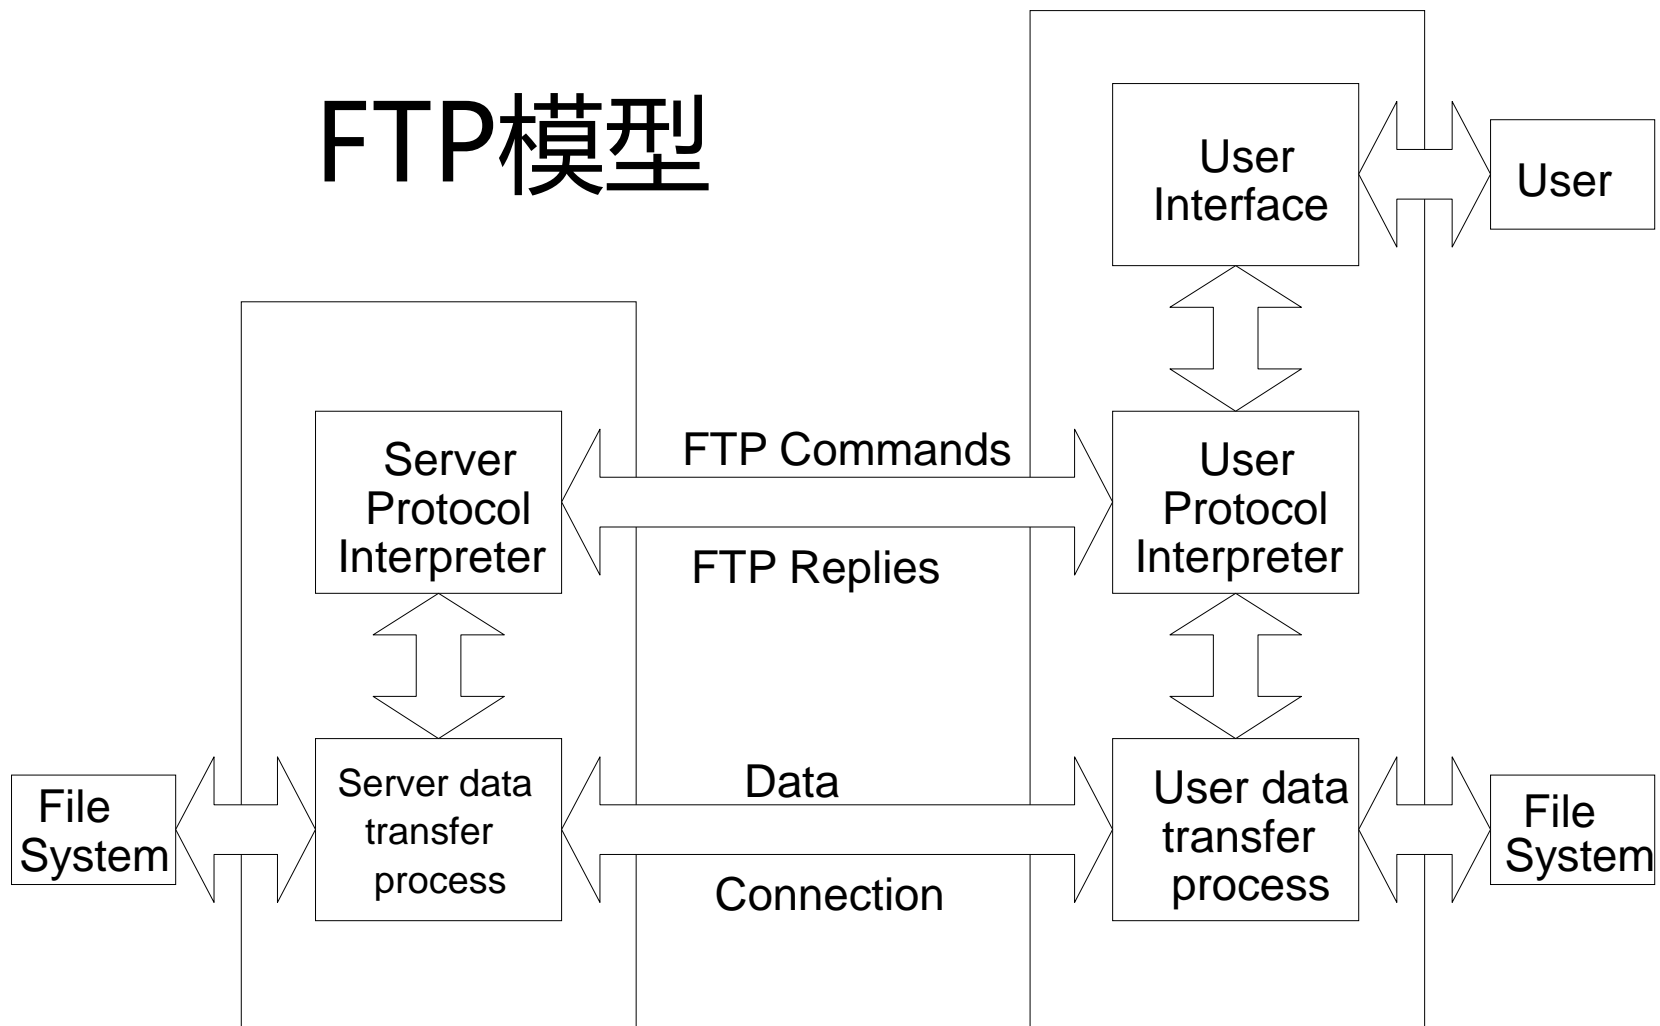 FTP模型
User
Interface
User
Server
Protocol
Interpreter
FTP Commands
FTP Replies
User
Protocol
Interpreter
File
System
Server data
transfer
process
Data
Connection
User data
transfer
process
File
System